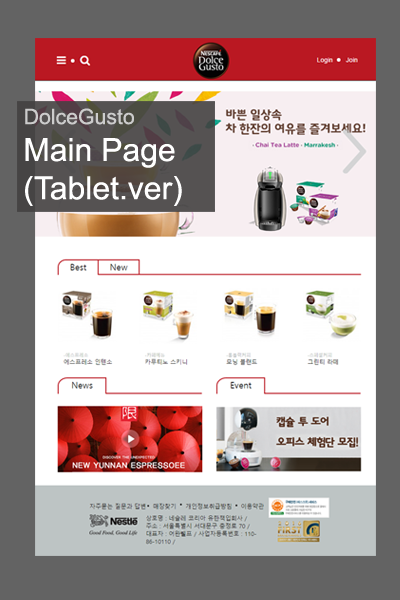 NESCAFÉ
Dolce
Gusto
Login
Join
바쁜 일상속
차 한잔의 여유를 즐겨보세요!
· Chai Tea Latte · Marrakesh ·
DolceGusto
Main Page
(Tablet.ver)
Best
New
에스프레소 인텐소
카푸티노 스키니
모닝 블렌드
그린티 라떼
News
Event
限
DISCOVER THE UNEXPECTED
NEW YUNNAN ESPRESSOEE
캡슐 투 도어
오피스 체험단 모집!
자주묻는 질문과 답변 • 매장찾기 • 개인정보취급방침 • 이용약관
Nestle
Good Food, Good Life
상호명 : 네슬레 코리아 유한책임회사 /
주소 : 서울특별시 서대문구 충정로 70 /
대표자 : 어완뷜프 / 사업자등록번호 : 110-
86-10110 /
FIRST